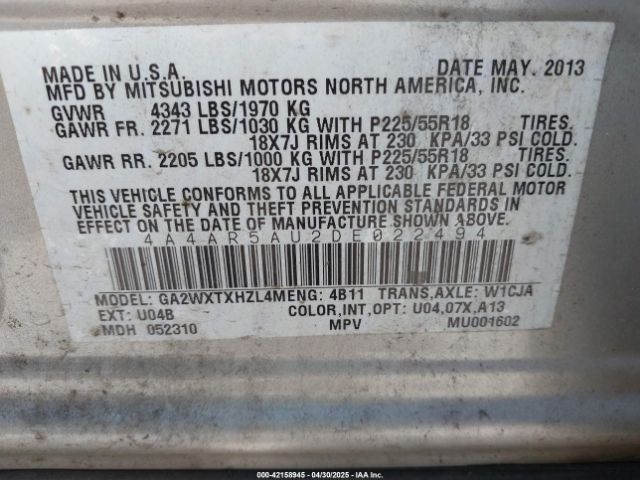 MADE IN U.S.A. DATE MAY. 2013
MFD BY MITSUBISHI MOTORS NORTH AMERICA, INC.
GVWR 4343 LBS/1970 KG
GAWR FR. 2271 LBS/1030 KG WITH P225/55R18 TIRES.
18X7J RIMS AT 230 KPA/33 PSI COLD.
GAWR RR. 2205 LBS/1000 KG WITH P225/55R18 TIRES.
18X7J RIMS AT 230 KPA/33 PSI COLD.
THIS VEHICLE CONFORMS TO ALL APPLICABLE FEDERAL MOTOR
VEHICLE SAFETY AND THEFT PREVENTION STANDARDS IN
EFFECT ON THE DATE OF MANUFACTURE SHOWN ABOVE.
4A4AR5AU2DE022494
MODEL: GA2WXTXHZL4MENG: 4B11 TRANS,AXLE: W1CJA
EXT: U04B COLOR,INT,OPT: U04,07X,A13
MDH 052310 MPV MU001602
000-42158945 - 04/30/2025 - IAA Inc.